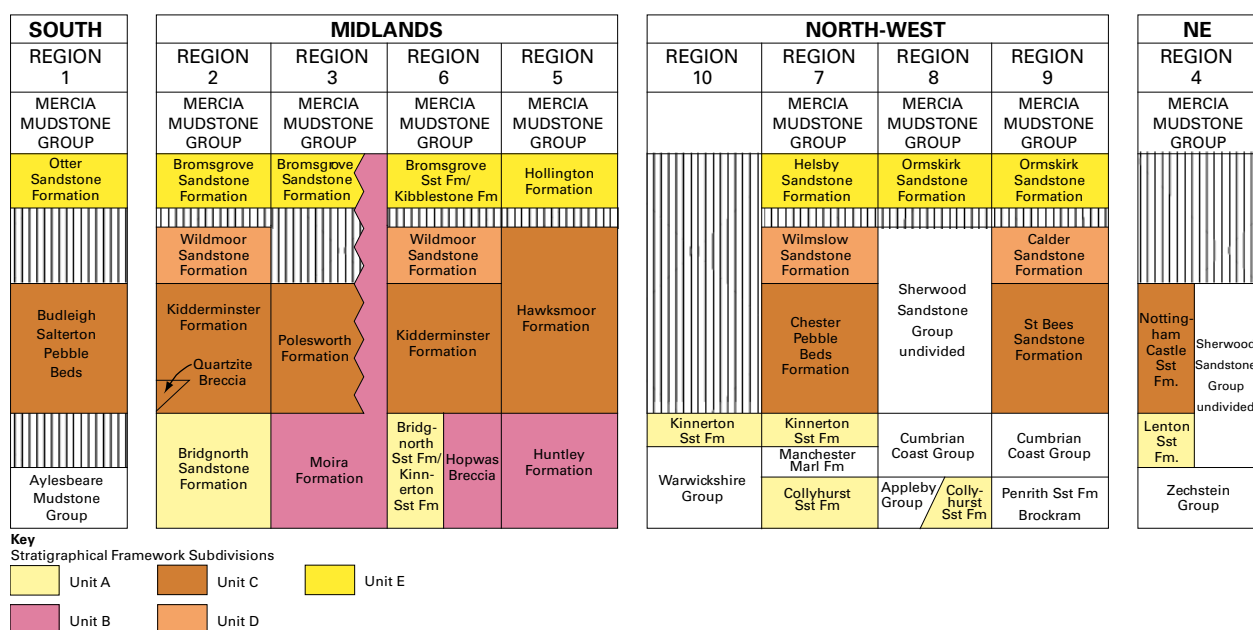 SOUTH
MIDLANDS
NORTH-WEST
NE
REGION
1
REGION
2
REGION
3
REGION
6
REGION
5
REGION
10
REGION
7
REGION
8
REGION
9
REGION
4
MERCIA
MUDSTONE
GROUP
MERCIA
MUDSTONE
GROUP
MERCIA
MUDSTONE
GROUP
MERCIA
MUDSTONE
GROUP
MERCIA
MUDSTONE
GROUP
MERCIA
MUDSTONE
GROUP
MERCIA
MUDSTONE
GROUP
MERCIA
MUDSTONE
GROUP
MERCIA
MUDSTONE
GROUP
Otter
Sandstone
Formation
Bromsgrove
Sandstone
Formation
Bromsgrove
Sandstone
Formation
Bromsgrove
Sst Fm/
Kibblestone Fm
Hollington
Formation
Helsby
Sandstone
Formation
Ormskirk
Sandstone
Formation
Ormskirk
Sandstone
Formation
Wildmoor
Sandstone
Formation
Wildmoor
Sandstone
Formation
Wilmslow
Sandstone
Formation
Calder
Sandstone
Formation
Budleigh
Salterton
Pebble
Beds
Kidderminster
Formation
Quartzite
Breccia
Polesworth
Formation
Kidderminster
Formation
Hawksmoor
Formation
Chester
Pebble
Beds
Formation
Sherwood
Sandstone
Group
undivided
St Bees
Sandstone
Formation
Notting-
ham
Castle
Sst
Fm.
Sherwood
Sandstone
Group
undivided
Aylesbeare
Mudstone
Group
Bridgnorth
Sandstone
Formation
Moira
Formation
Bridg-
north
Sst Fm/
Kinn-
erton
Sst Fm
Hopwas
Breccia
Huntley
Formation
Kinnerton
Sst Fm
Warwickshire
Group
Kinnerton
Sst Fm
Manchester
Marl Fm
Collyhurst
Sst Fm
Cumbrian
Coast Group
Appleby
Group
Colly-
hurst
Sst Fm
Cumbrian
Coast Group
Penrith Sst Fm
Brockram
Lenton
Sst
Fm.
Zechstein
Group
Key
Stratigraphical Framework Subdivisions
Unit A
Unit C
Unit E
Unit B
Unit D